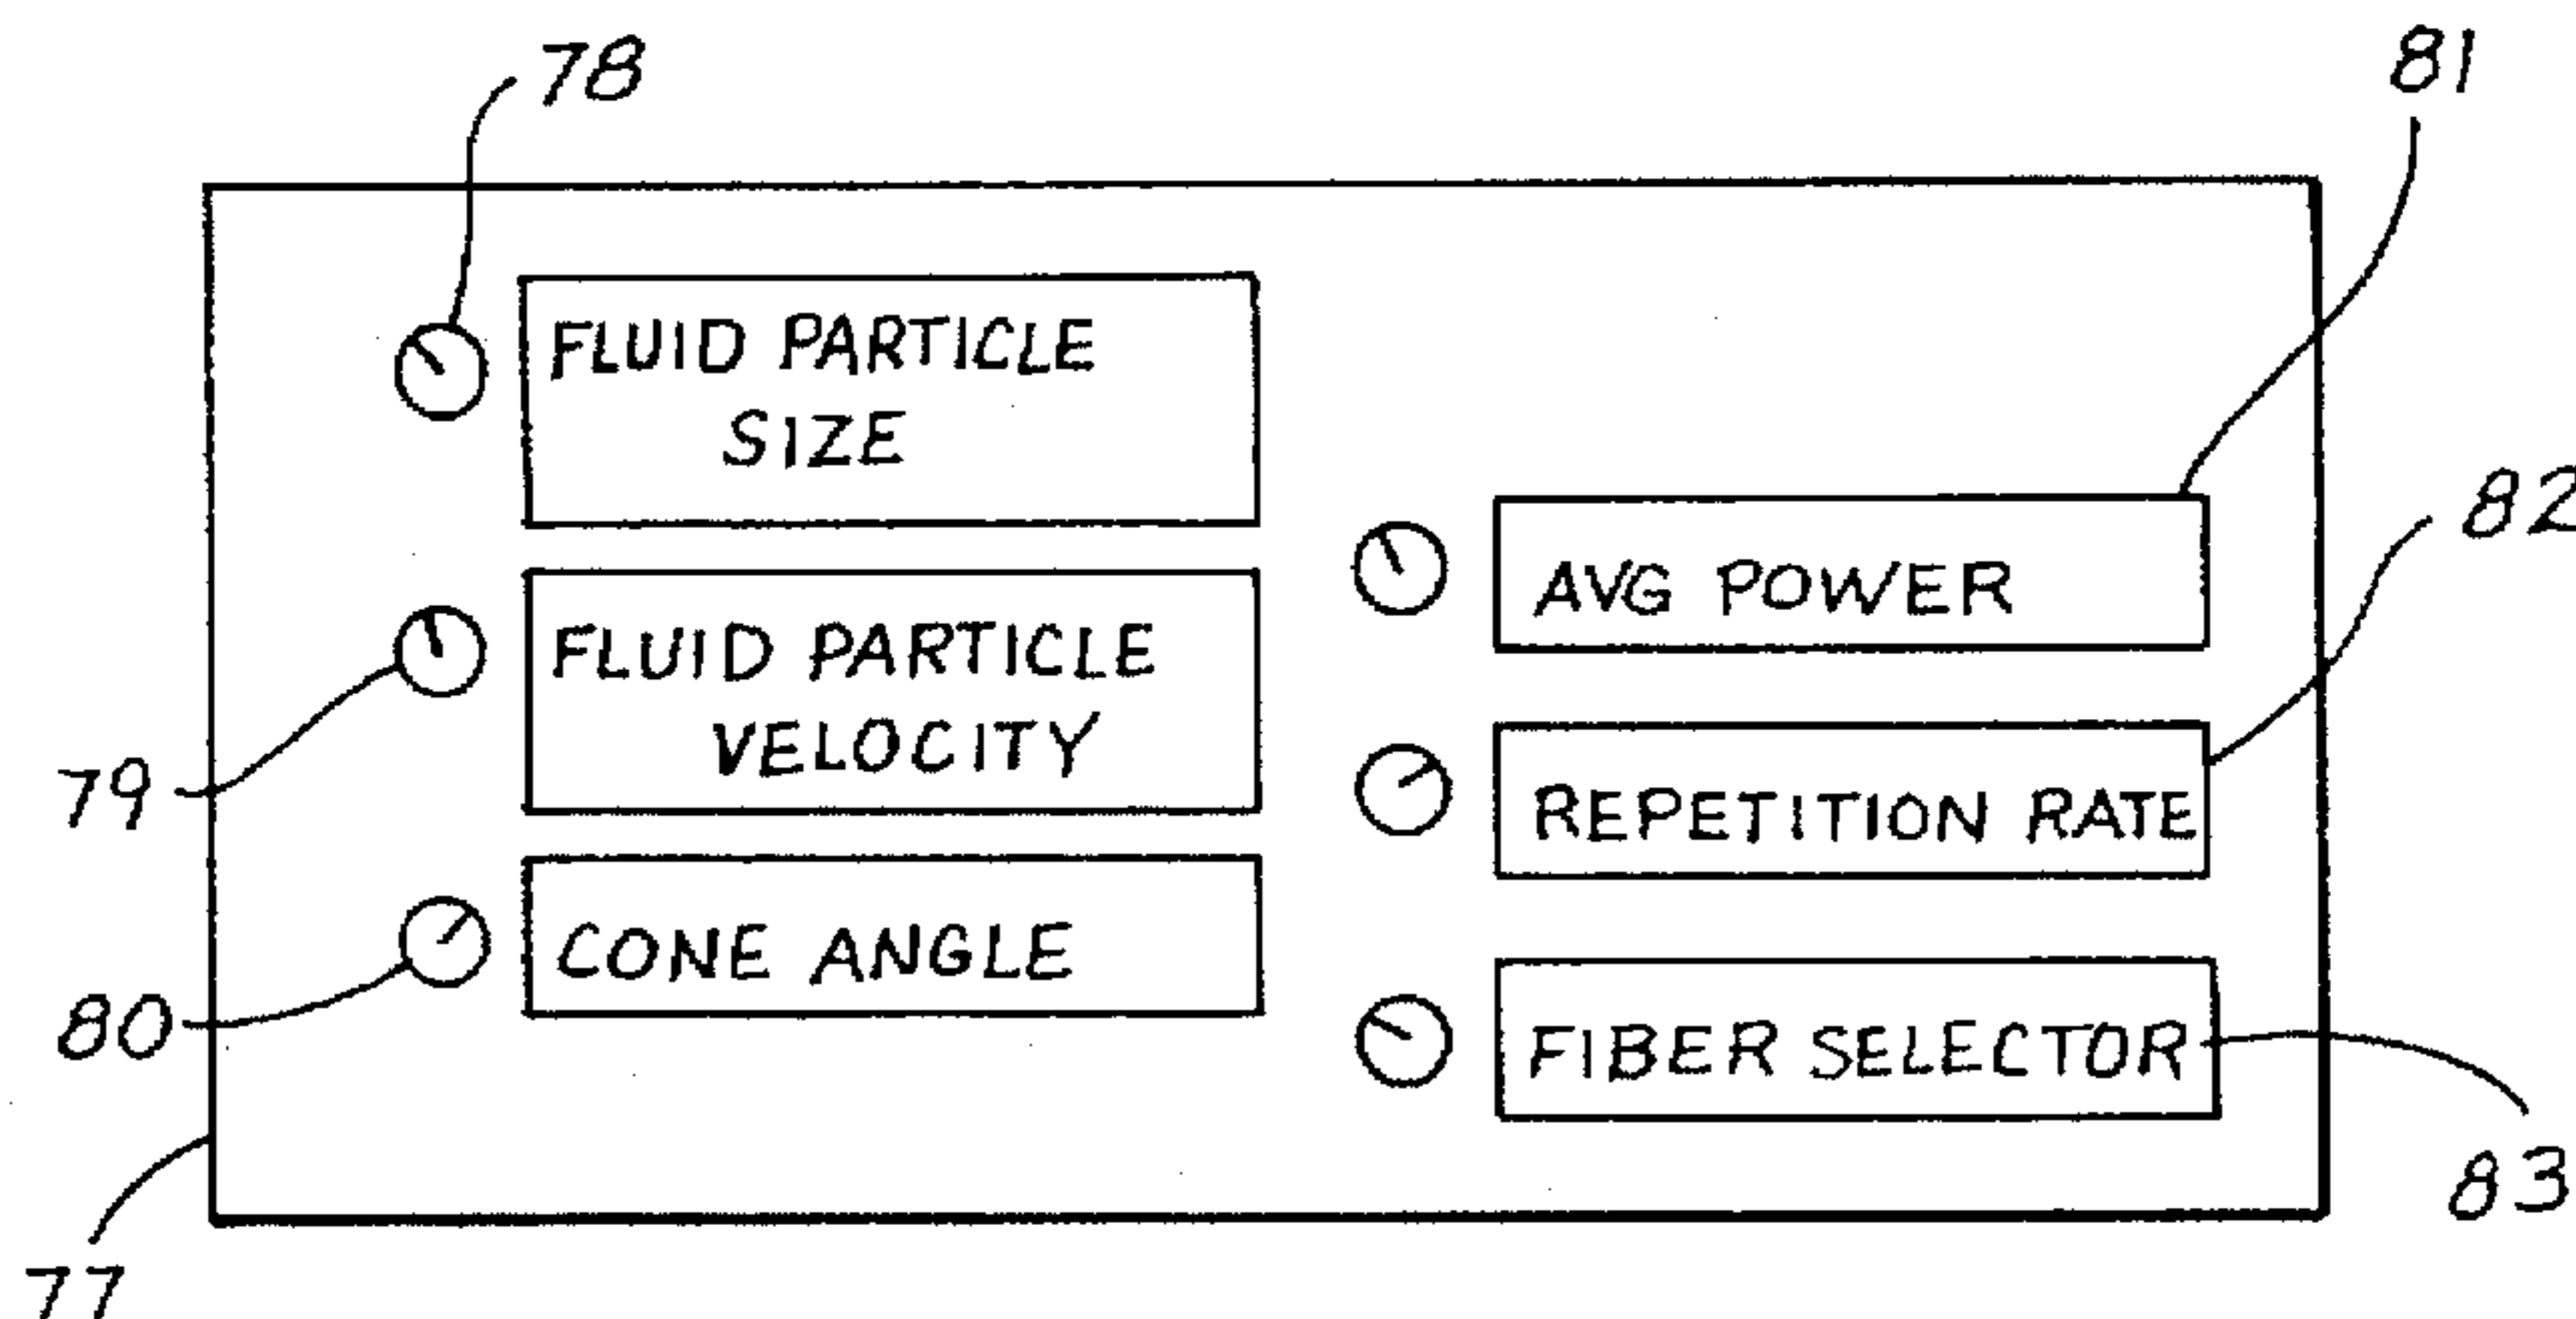 78
81
FLUID PARTICLE
SIZE
82
AVG POWER
FLUID PARTICLE
VELOCITY
79
REPETITION RATE
CONE ANGLE
80
FIBER SELECTOR
83
77